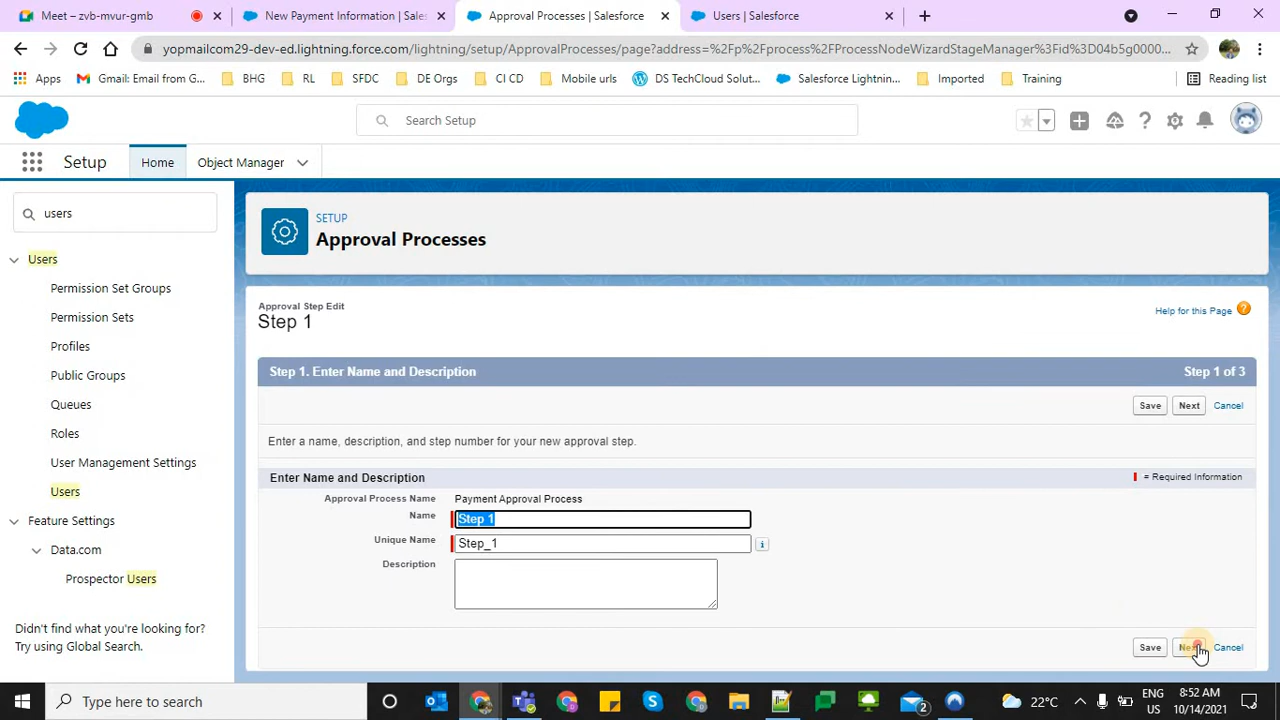 Meet – zvb-mvur-gmb
New Payment Information | Sales
Approval Processes | Salesforce
Users | Salesforce
yopmailcom29-dev-ed.lightning.force.com/lightning/setup/ApprovalProcesses/page?address=%2Fp%2Fprocess%2FProcessNodeWizardStageManager%3Fid%3D04b5g0000...
Apps
Gmail: Email from G...
BHG
RL
SFDC
DE Orgs
CI CD
Mobile urls
DS TechCloud Solut...
Salesforce Lightnin...
Imported
Training
Reading list
Search Setup
Setup
Home
Object Manager
users
SETUP
Approval Processes
Users
Permission Set Groups
Permission Sets
Profiles
Public Groups
Queues
Roles
User Management Settings
Users
Feature Settings
Data.com
Prospector Users
Didn't find what you're looking for?
Try using Global Search.
Approval Step Edit
Step 1
Help for this Page
Step 1. Enter Name and Description
Step 1 of 3
Save
Next
Cancel
Enter a name, description, and step number for your new approval step.
Enter Name and Description
= Required Information
Approval Process Name
Payment Approval Process
Name
Step 1
Unique Name
Step_1
i
Description
Save
Cancel
Type here to search
2
22°C
ENG
US
8:52 AM
10/14/2021